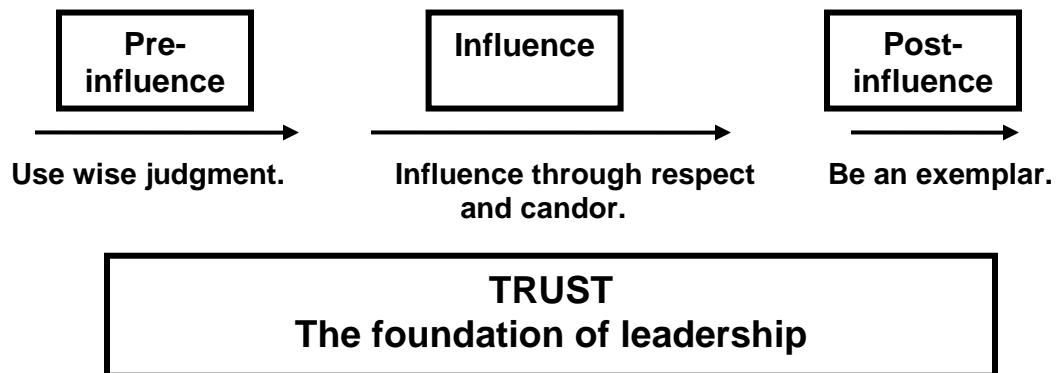 Pre-
influence
Influence
Post-
influence
Use wise judgment.
Influence through respect
and candor.
Be an exemplar.
TRUST
The foundation of leadership